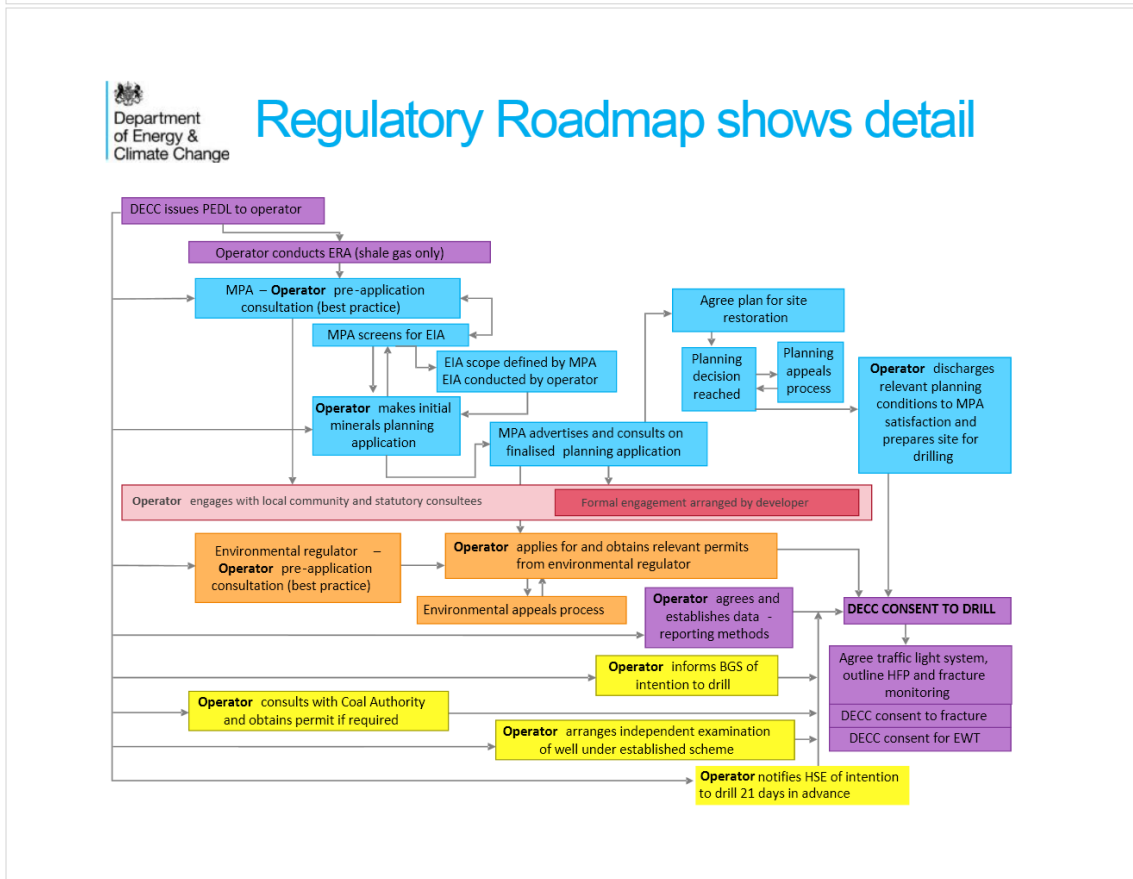 Department
of Energy &
Climate Change
Regulatory Roadmap shows detail
DECC issues PEDL to operator
Operator conducts ERA (shale gas only)
MPA – Operator pre-application
consultation (best practice)
MPA screens for EIA
EIA scope defined by MPA
EIA conducted by operator
Operator makes initial
minerals planning
application
MPA advertises and consults on
finalised planning application
Agree plan for site
restoration
Planning
decision
reached
Planning
appeals
process
Operator discharges
relevant planning
conditions to MPA
satisfaction and
prepares site for
drilling
Operator engages with local community and statutory consultees
Formal engagement arranged by developer
Environmental regulator –
Operator pre-application
consultation (best practice)
Operator applies for and obtains relevant permits
from environmental regulator
Environmental appeals process
Operator agrees and
establishes data -
reporting methods
DECC CONSENT TO DRILL
Operator informs BGS of
intention to drill
Agree traffic light system,
outline HFP and fracture
monitoring
DECC consent to fracture
DECC consent for EWT
Operator consults with Coal Authority
and obtains permit if required
Operator arranges independent examination
of well under established scheme
Operator notifies HSE of intention
to drill 21 days in advance